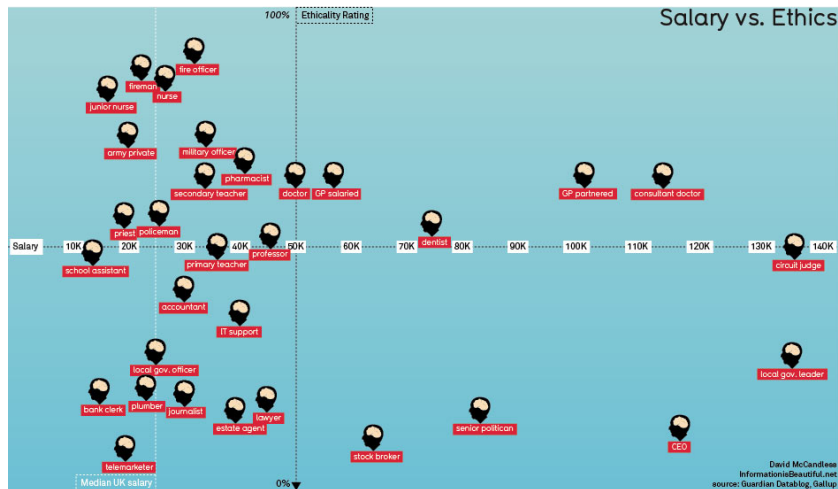 Salary vs. Ethics
100%
Ethicality Rating
fire officer
fireman
nurse
junior nurse
army private
military officer
pharmacist
secondary teacher
doctor
GP salaried
GP partnered
consultant doctor
priest
policeman
professor
dentist
Salary
10K
20K
30K
40K
50K
60K
70K
80K
90K
100K
110K
120K
130K
140K
school assistant
primary teacher
circuit judge
accountant
IT support
local gov. officer
local gov. leader
bank clerk
plumber
journalist
estate agent
lawyer
senior politican
stock broker
CEO
telemarketer
Median UK salary
0%
David McCandless
InformationisBeautiful.net
source: Guardian Datablog, Gallup